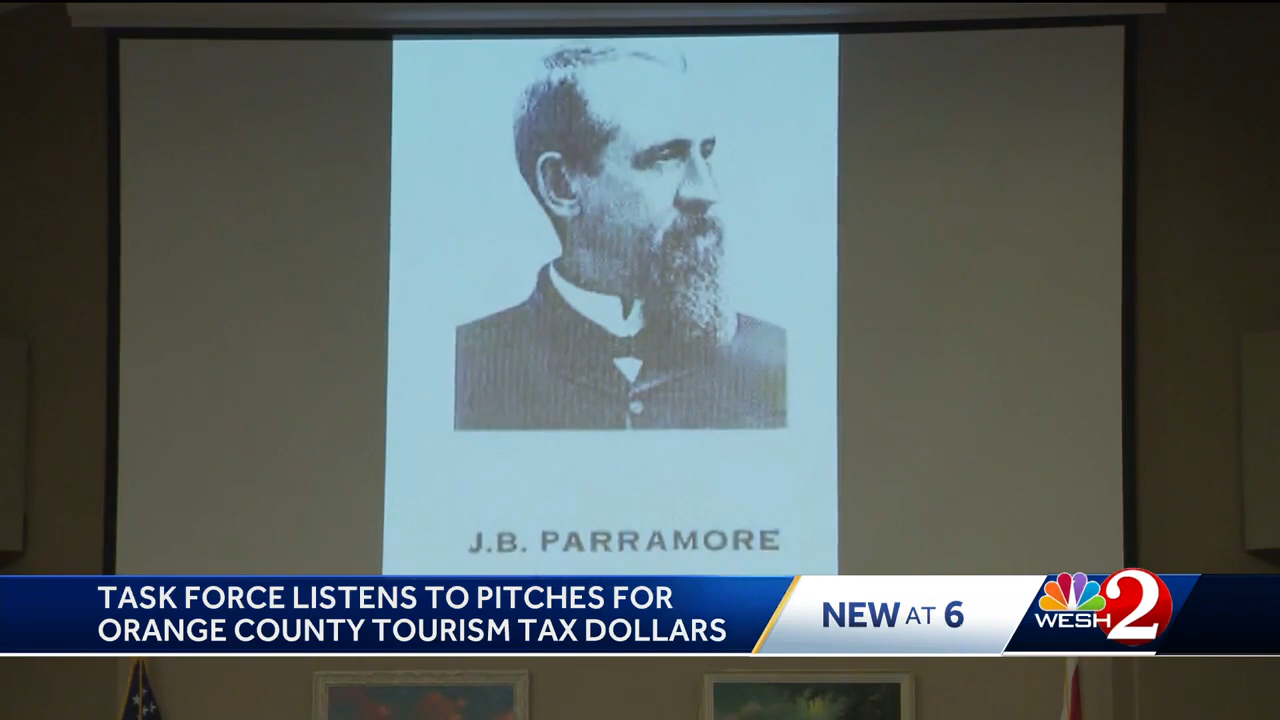 J.B. PARRAMORE
TASK FORCE LISTENS TO PITCHES FOR
ORANGE COUNTY TOURISM TAX DOLLARS
NEW AT 6
WESH 2